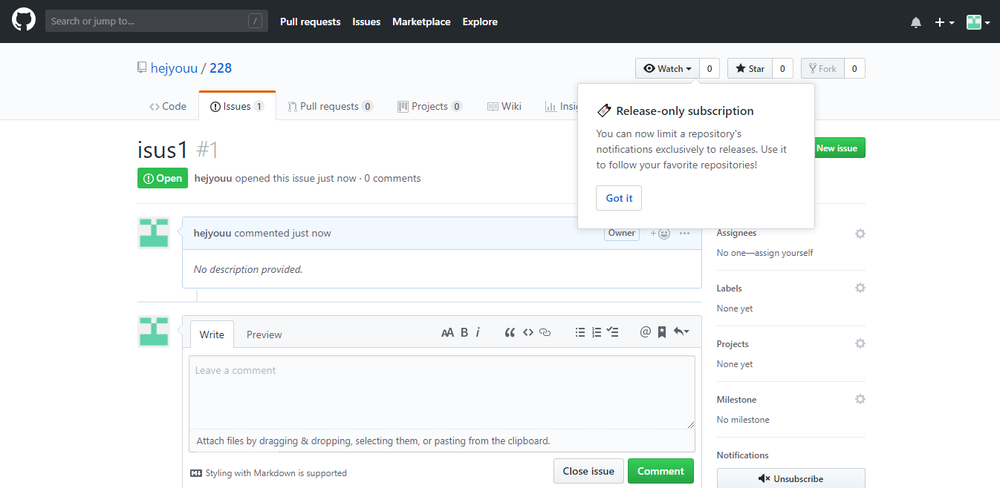 Search or jump to... /
Pull requests Issues Marketplace Explore
hejyouu / 228
Watch 0 Star 0 Fork 0
Code Issues 1 Pull requests 0 Projects 0 Wiki
Release-only subscription
You can now limit a repository's
notifications exclusively to releases. Use it
to follow your favorite repositories!
Got it
isus1 #1
New issue
Open hejyouu opened this issue just now · 0 comments
hejyouu commented just now Owner
No description provided.
Write Preview
Leave a comment
Attach files by dragging & dropping, selecting them, or pasting from the clipboard.
Styling with Markdown is supported
Close issue Comment
Assignees
No one—assign yourself
Labels
None yet
Projects
None yet
Milestone
No milestone
Notifications
Unsubscribe